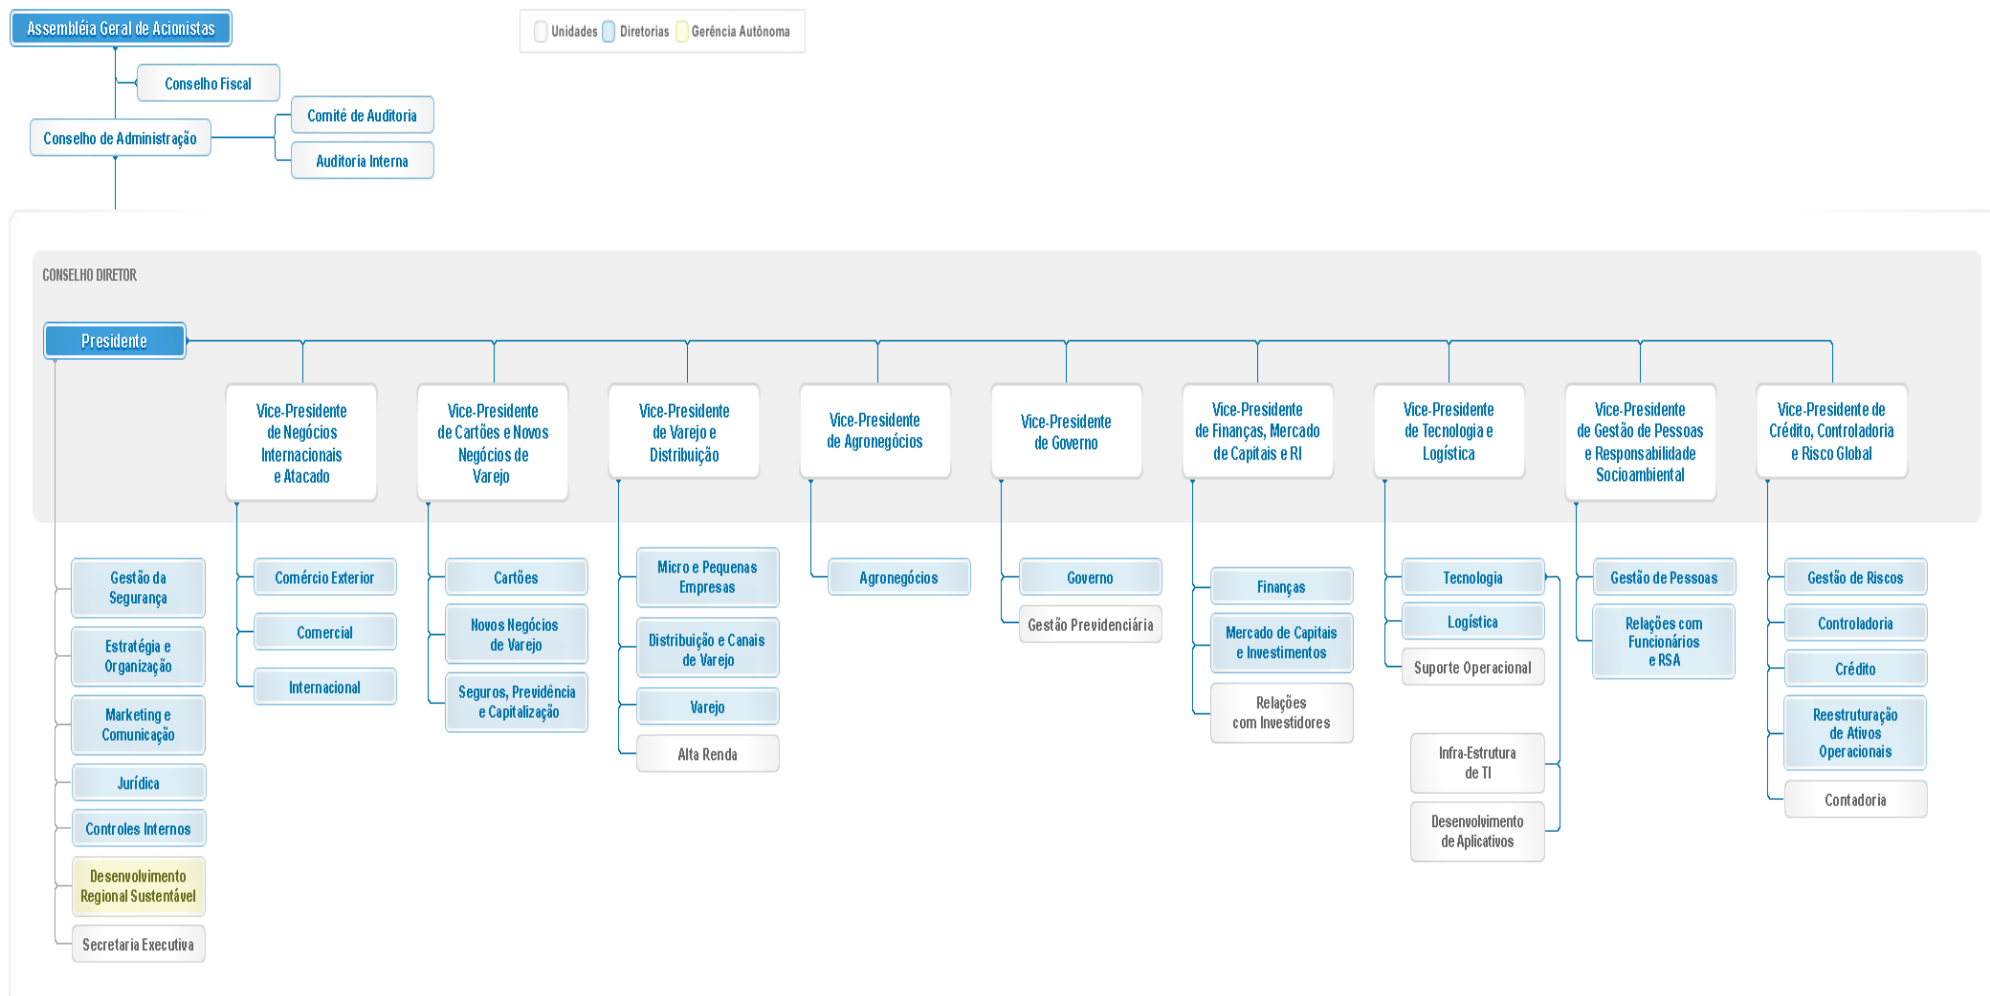 Assembléia Geral de Acionistas
Unidades
Diretorias
Gerência Autônoma
Conselho Fiscal
Comitê de Auditoria
Conselho de Administração
Auditoria Interna
CONSELHO DIRETOR
Presidente
Vice-Presidente
de Negócios
Internacionais
e Atacado
Vice-Presidente
de Cartões e Novos
Negócios de
Varejo
Vice-Presidente
de Varejo e
Distribuição
Vice-Presidente
de Agronegócios
Vice-Presidente
de Governo
Vice-Presidente
de Finanças, Mercado
de Capitais e RI
Vice-Presidente
de Tecnologia e
Logística
Vice-Presidente
de Gestão de Pessoas
e Responsabilidade
Socioambiental
Vice-Presidente de
Crédito, Controladoria
e Risco Global
Gestão da
Segurança
Estratégia e
Organização
Marketing e
Comunicação
Jurídica
Controles Internos
Desenvolvimento
Regional Sustentável
Secretaria Executiva
Comércio Exterior
Comercial
Internacional
Cartões
Novos Negócios
de Varejo
Seguros, Previdência
e Capitalização
Micro e Pequenas
Empresas
Distribuição e Canais
de Varejo
Varejo
Alta Renda
Agronegócios
Governo
Gestão Previdenciária
Finanças
Mercado de Capitais
e Investimentos
Relações
com Investidores
Tecnologia
Logística
Suporte Operacional
Infra-Estrutura
de TI
Desenvolvimento
de Aplicativos
Gestão de Pessoas
Relações com
Funcionários
e RSA
Gestão de Riscos
Controladoria
Crédito
Reestruturação
de Ativos
Operacionais
Contadoria